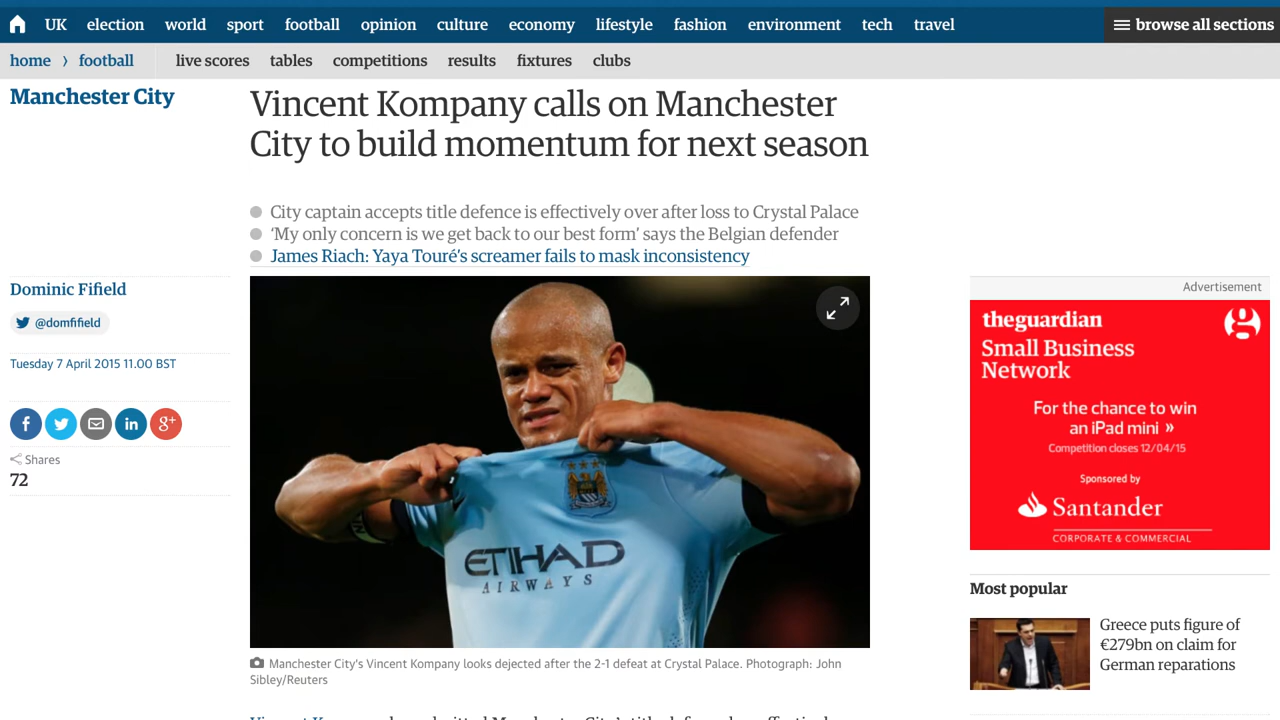 UK election world sport football opinion culture economy lifestyle fashion environment tech travel browse all sections
home football live scores tables competitions results fixtures clubs
Manchester City
Vincent Kompany calls on Manchester
City to build momentum for next season
City captain accepts title defence is effectively over after loss to Crystal Palace
‘My only concern is we get back to our best form’ says the Belgian defender
James Riach: Yaya Touré’s screamer fails to mask inconsistency
Dominic Fifield
@domfifield
Tuesday 7 April 2015 11.00 BST
f in g+
Shares
72
ETIHAD
AIRWAYS
Manchester City's Vincent Kompany looks dejected after the 2-1 defeat at Crystal Palace. Photograph: John
Sibley/Reuters
Advertisement
theguardian
Small Business
Network
For the chance to win
an iPad mini »
Competition closes 12/04/15
Sponsored by
Santander
CORPORATE & COMMERCIAL
Most popular
Greece puts figure of
€279bn on claim for
German reparations